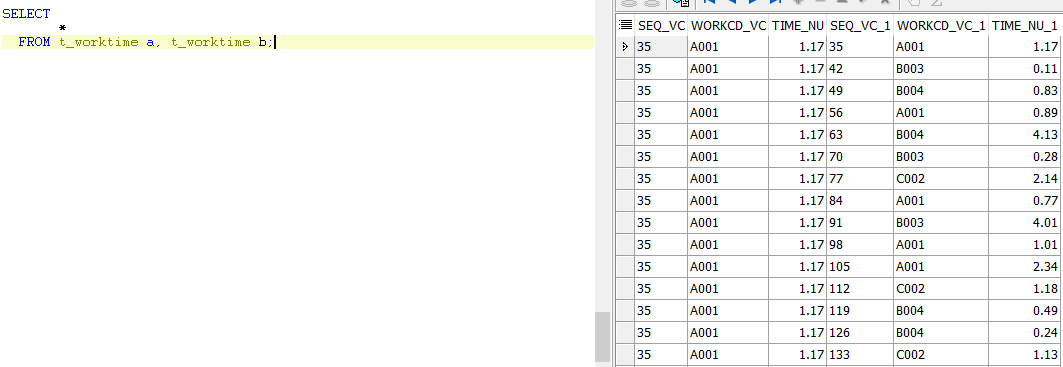 SELECT
*
FROM t_worktime a, t_worktime b;
SEQ_VC WORKCD_VC TIME_NU SEQ_VC_1 WORKCD_VC_1 TIME_NU_1
35 A001 1.17 35 A001 1.17
35 A001 1.17 42 B003 0.11
35 A001 1.17 49 B004 0.83
35 A001 1.17 56 A001 0.89
35 A001 1.17 63 B004 4.13
35 A001 1.17 70 B003 0.28
35 A001 1.17 77 C002 2.14
35 A001 1.17 84 A001 0.77
35 A001 1.17 91 B003 4.01
35 A001 1.17 98 A001 1.01
35 A001 1.17 105 A001 2.34
35 A001 1.17 112 C002 1.18
35 A001 1.17 119 B004 0.49
35 A001 1.17 126 B004 0.24
35 A001 1.17 133 C002 1.13